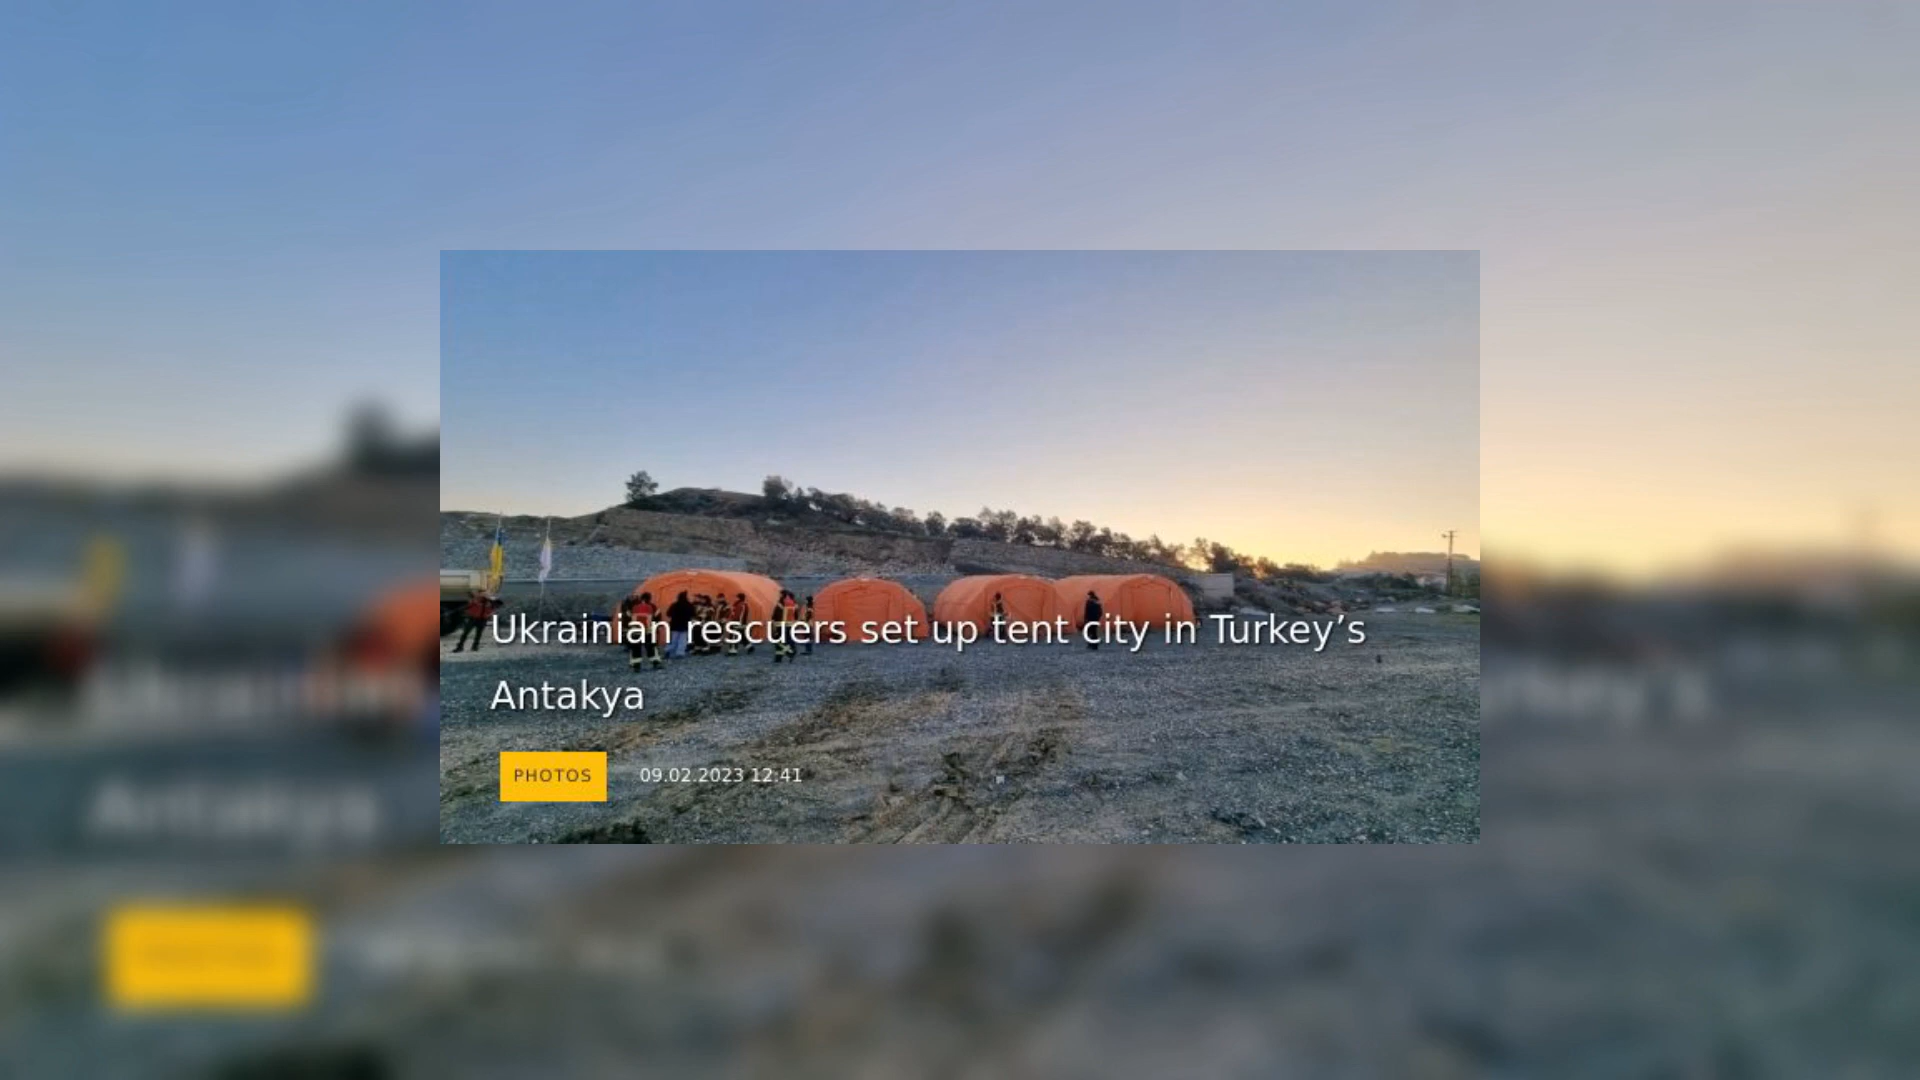 Ukrainian rescuers set up tent city in Turkey’s
Antakya
PHOTOS 09.02.2023 12:41